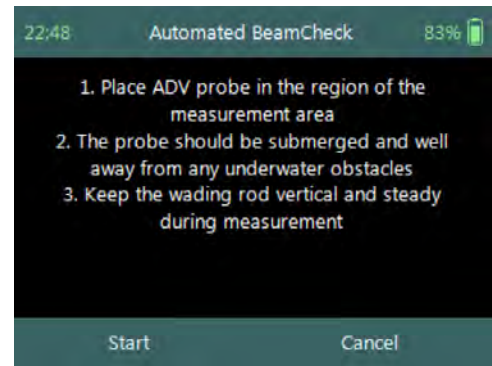 22:48 Automated BeamCheck 83%
1. Place ADV probe in the region of the
measurement area
2. The probe should be submerged and well
away from any underwater obstacles
3. Keep the wading rod vertical and steady
during measurement
Start Cancel